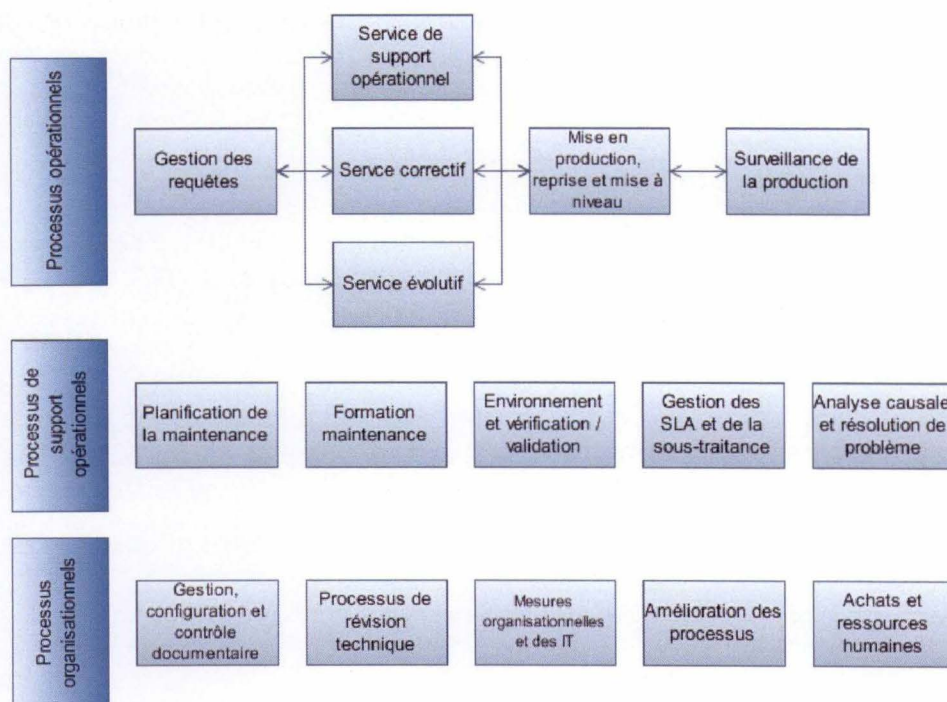 Processus opérationnels
Service de
support
opérationnel
Gestion des
requêtes
Servce correctif
Mise en
production,
reprise et mise à
niveau
Surveillance de
la production
Service évolutif
Processus de
support
opérationnels
Planification de
la maintenance
Formation
maintenance
Environnement
et vérification /
validation
Gestion des
SLA et de la
sous-traitance
Analyse causale
et résolution de
problème
Processus
organisationnels
Gestion,
configuration et
contrôle
documentaire
Processus de
révision
technique
Mesures
organisationnelles
et des IT
Amélioration des
processus
Achats et
ressources
humaines